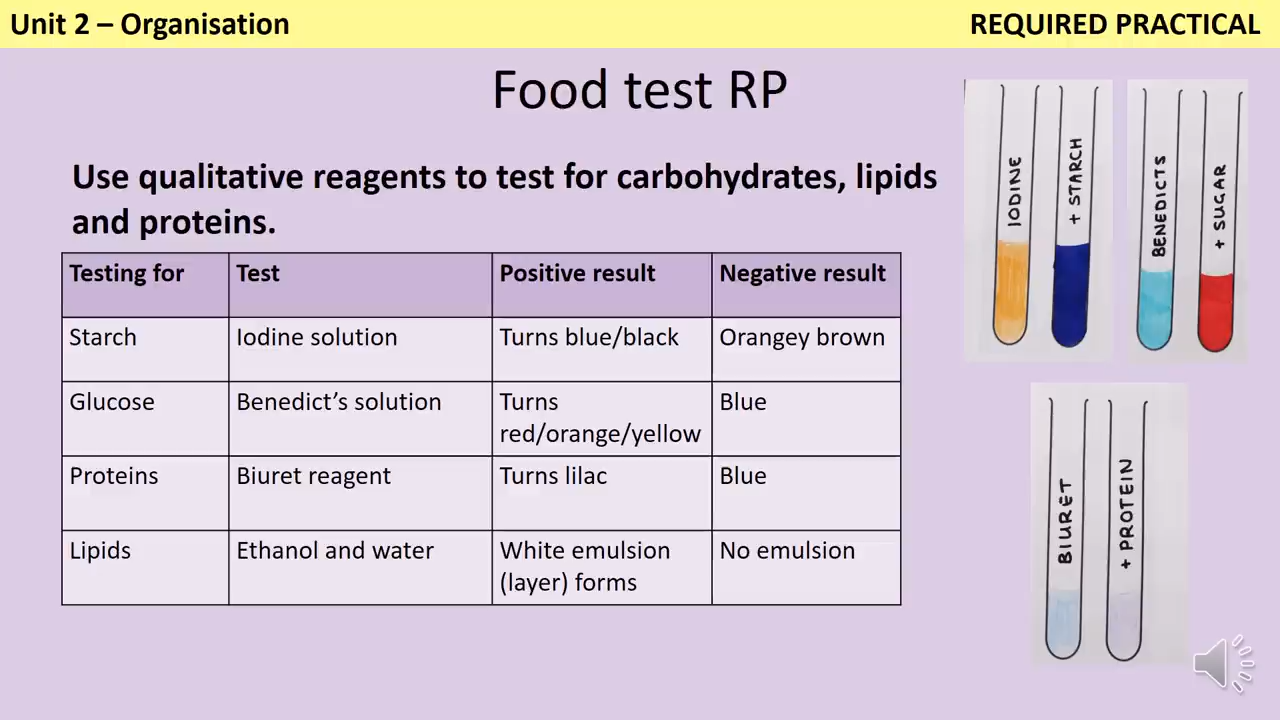 Unit 2 – Organisation
REQUIRED PRACTICAL
Food test RP
Use qualitative reagents to test for carbohydrates, lipids
and proteins.
Testing for Test Positive result Negative result
Starch Iodine solution Turns blue/black Orangey brown
Glucose Benedict’s solution Turns Blue
red/orange/yellow
Proteins Biuret reagent Turns lilac Blue
Lipids Ethanol and water White emulsion No emulsion
(layer) forms
IODINE
+ STARCH
BENEDICTS
+ SUGAR
BIURET
+ PROTEIN